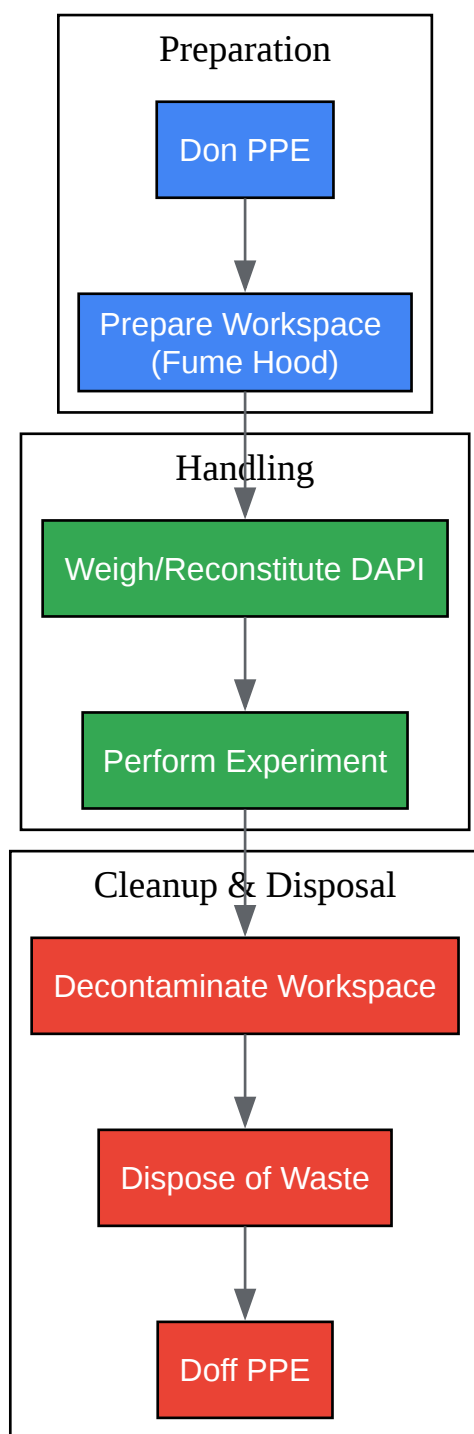 Preparation
Don PPE
Prepare Workspace
(Fume Hood)
Handling
Weigh/Reconstitute DAPI
Perform Experiment
Cleanup & Disposal
Decontaminate Workspace
Dispose of Waste
Doff PPE